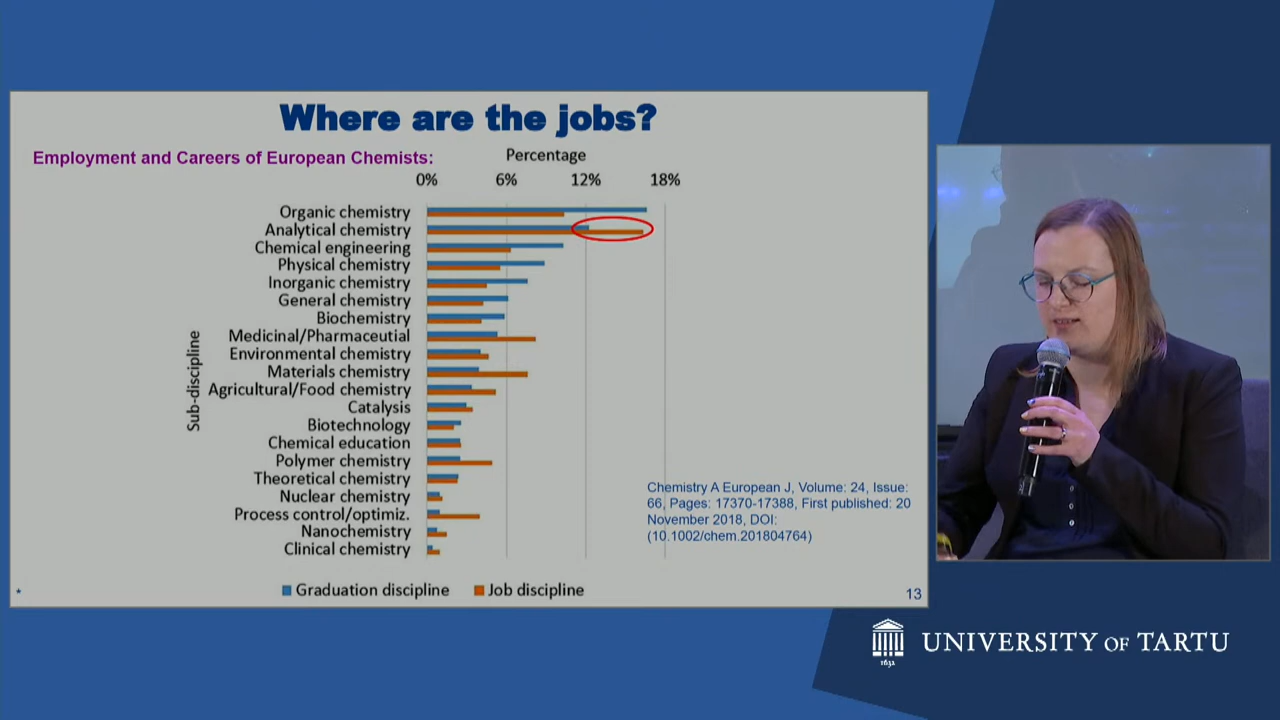 Where are the jobs?
Employment and Careers of European Chemists:
Percentage
0% 6% 12% 18%
Sub-discipline
Organic chemistry
Analytical chemistry
Chemical engineering
Physical chemistry
Inorganic chemistry
General chemistry
Biochemistry
Medicinal/Pharmaceutial
Environmental chemistry
Materials chemistry
Agricultural/Food chemistry
Catalysis
Biotechnology
Chemical education
Polymer chemistry
Theoretical chemistry
Nuclear chemistry
Process control/optimiz.
Nanochemistry
Clinical chemistry
Chemistry A European J, Volume: 24, Issue:
66, Pages: 17370-17388, First published: 20
November 2018, DOI:
(10.1002/chem.201804764)
Graduation discipline Job discipline
* 13
1632
UNIVERSITY OF TARTU